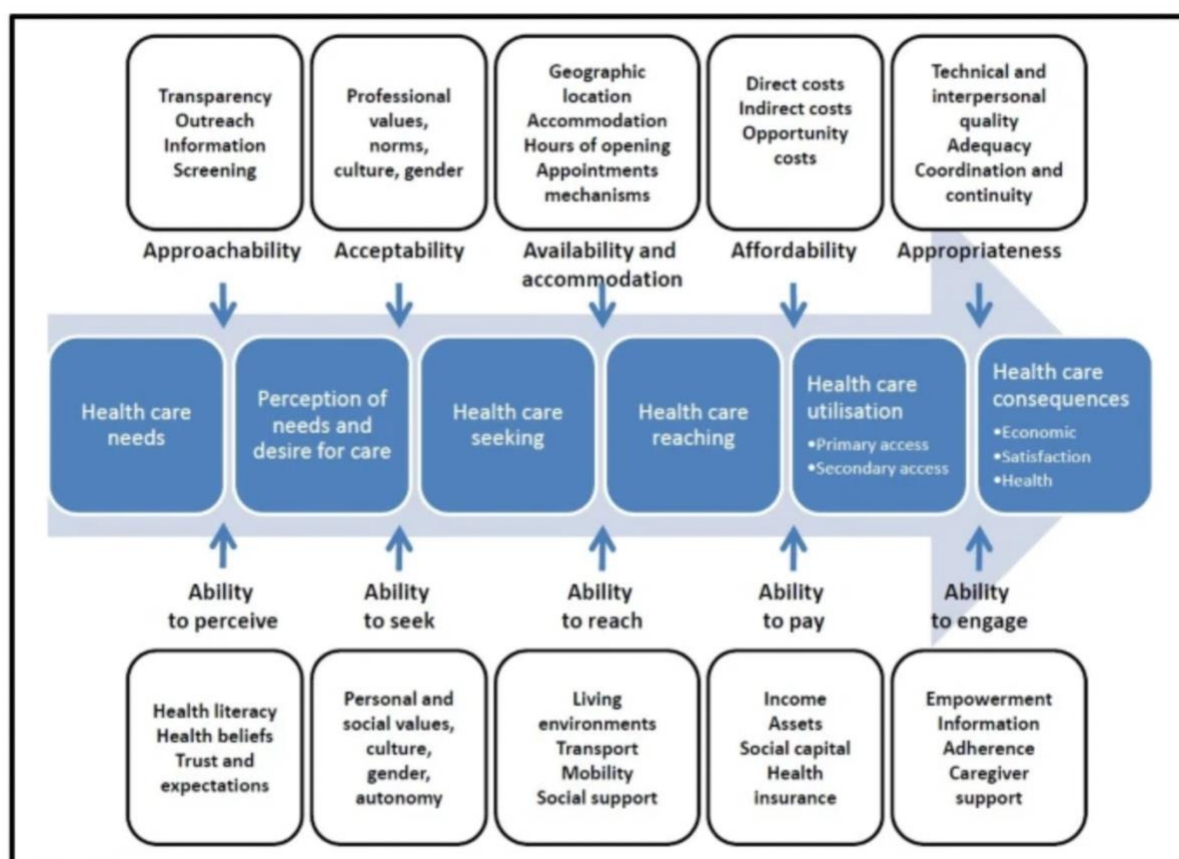 Transparency
Outreach
Information
Screening
Professional
values,
norms,
culture, gender
Geographic
location
Accommodation
Hours of opening
Appointments
mechanisms
Direct costs
Indirect costs
Opportunity
costs
Technical and
interpersonal
quality
Adequacy
Coordination and
continuity
Approachability
Acceptability
Availability and
accommodation
Affordability
Appropriateness
Health care
needs
Perception of
needs and
desire for care
Health care
seeking
Health care
reaching
Health care
utilisation
•Primary access
•Secondary access
Health care
consequences
•Economic
•Satisfaction
•Health
Ability
to perceive
Ability
to seek
Ability
to reach
Ability
to pay
Ability
to engage
Health literacy
Health beliefs
Trust and
expectations
Personal and
social values,
culture,
gender,
autonomy
Living
environments
Transport
Mobility
Social support
Income
Assets
Social capital
Health
insurance
Empowerment
Information
Adherence
Caregiver
support